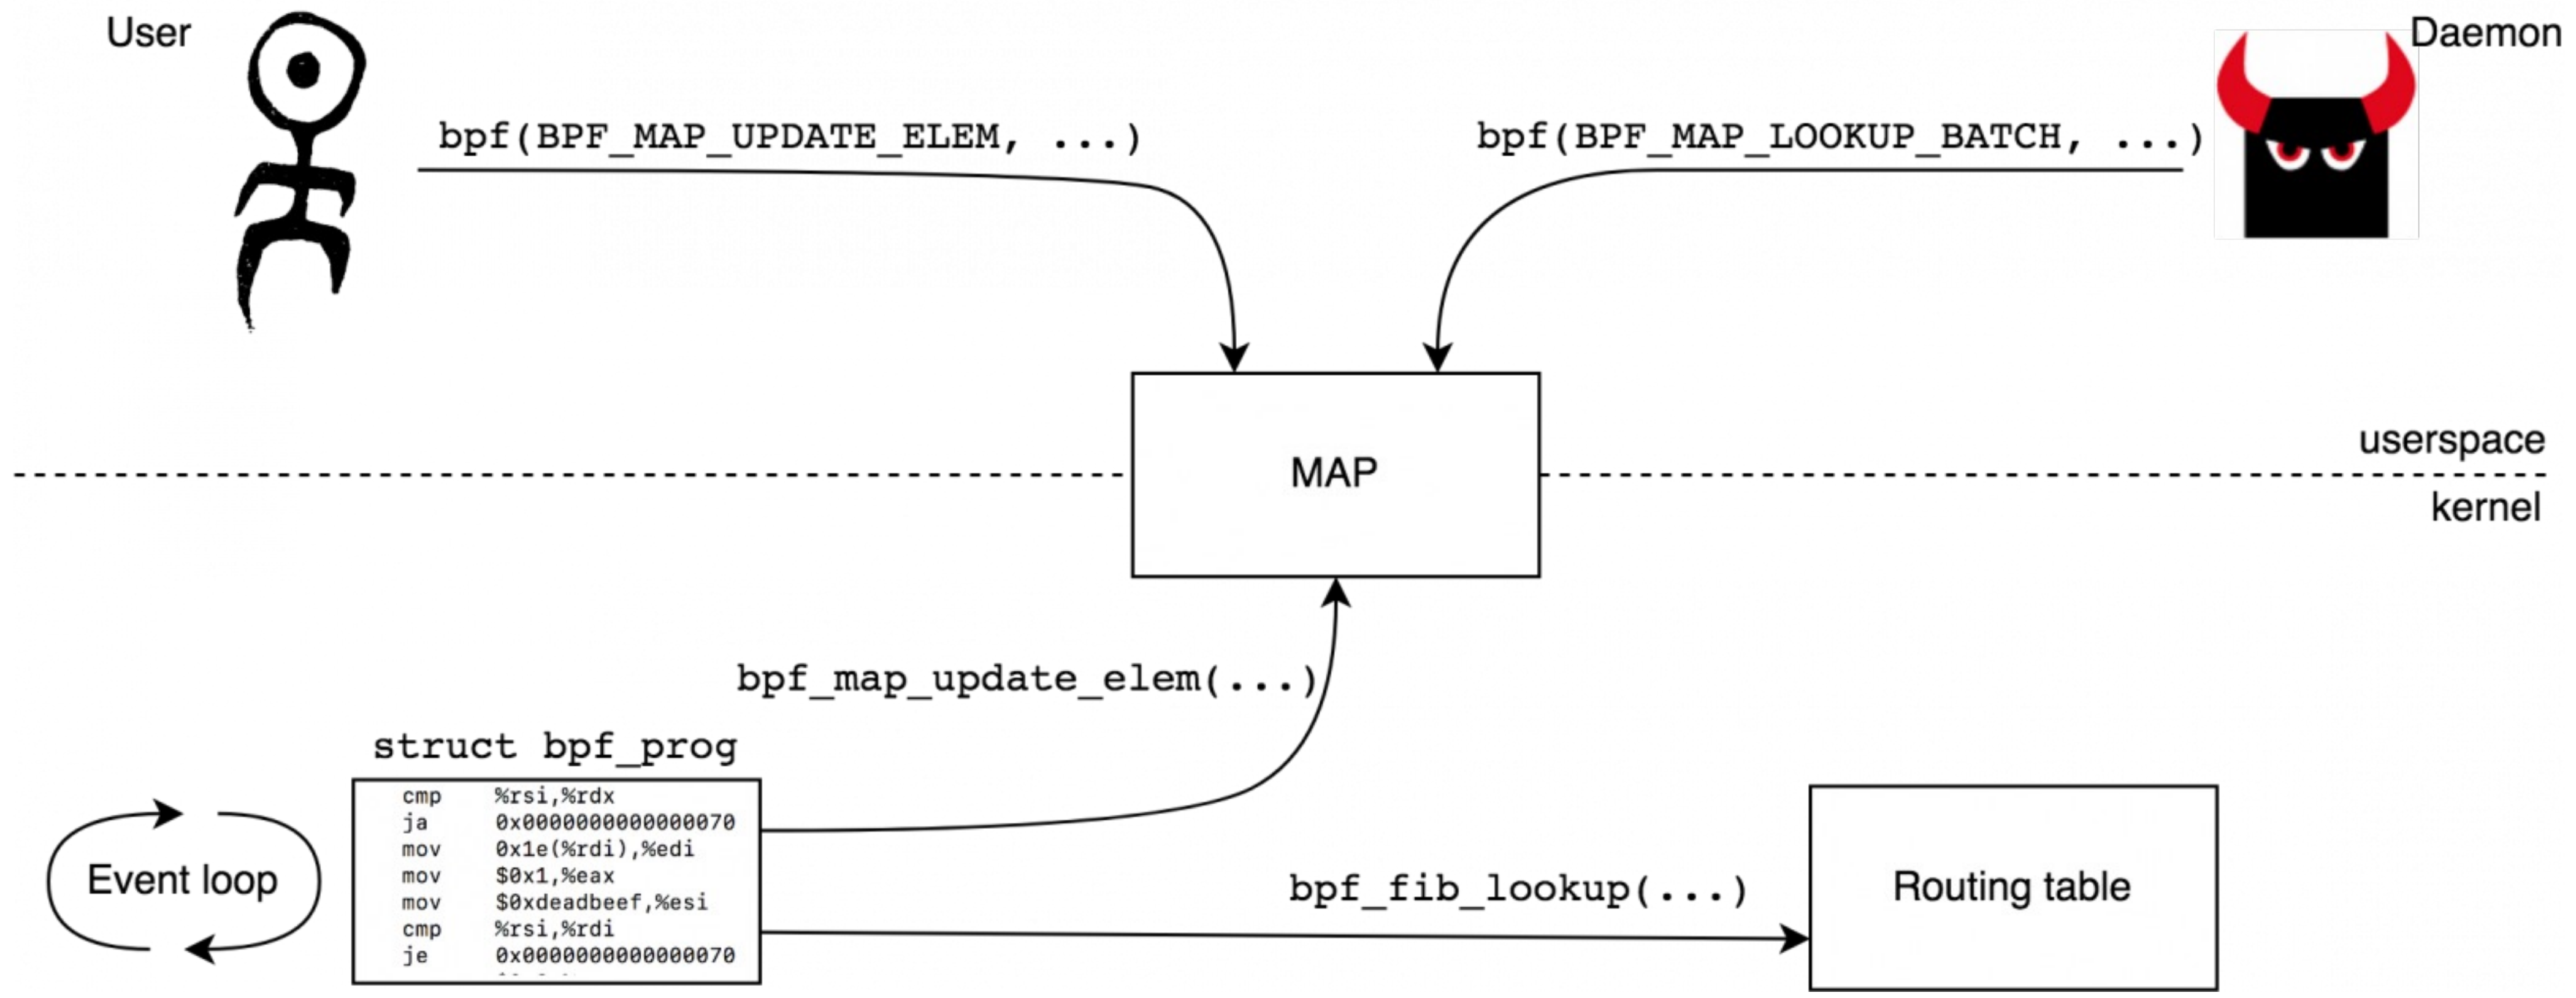 User
Daemon
bpf(BPF_MAP_UPDATE_ELEM, ...)
bpf(BPF_MAP_LOOKUP_BATCH, ...)
MAP
userspace
kernel
bpf_map_update_elem(...)
struct bpf_prog
cmp %rsi,%rdx
ja 0x0000000000000070
mov 0x1e(%rdi),%edi
mov $0x1,%eax
mov $0xdeadbeef,%esi
cmp %rsi,%rdi
je 0x0000000000000070
Event loop
bpf_fib_lookup(...)
Routing table